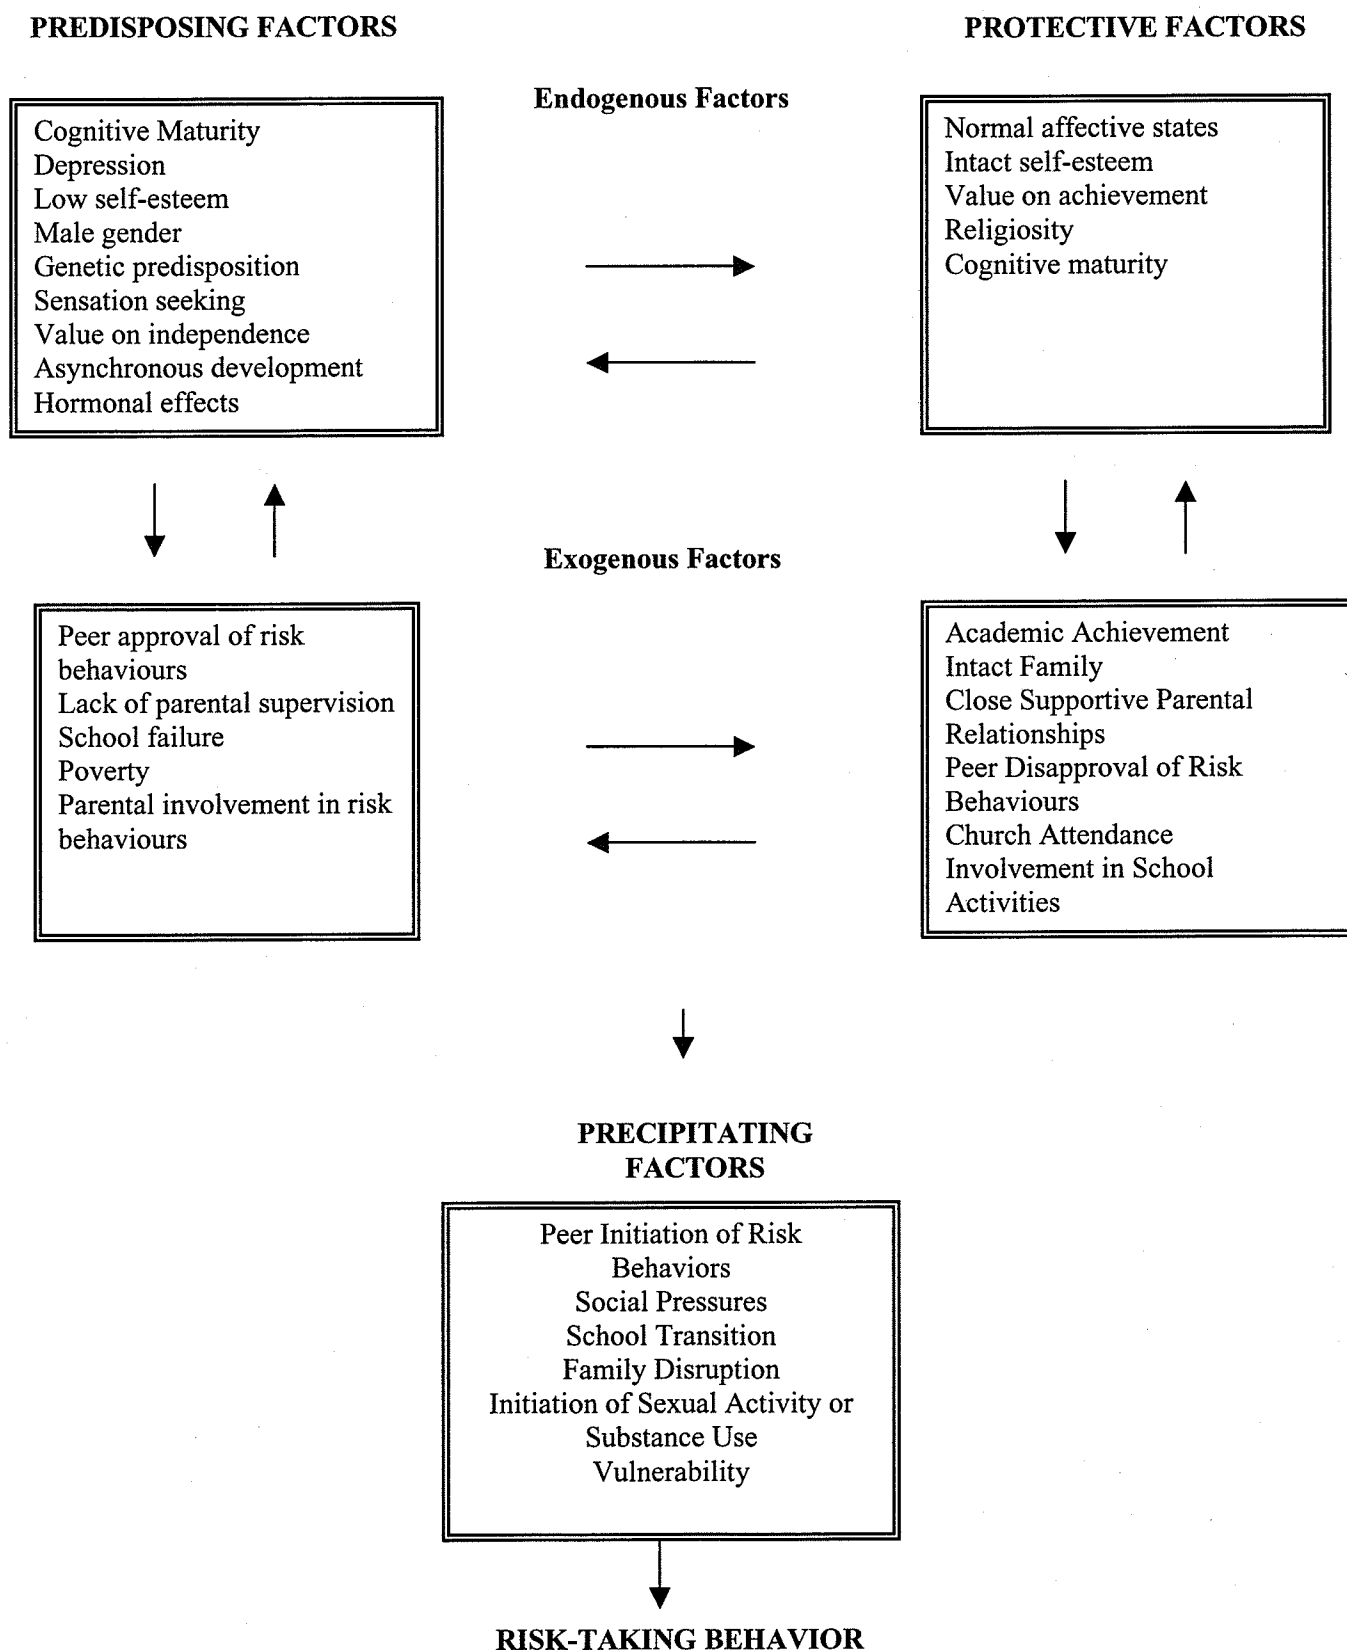 PREDISPOSING FACTORS
PROTECTIVE FACTORS
Endogenous Factors
Cognitive Maturity
Depression
Low self-esteem
Male gender
Genetic predisposition
Sensation seeking
Value on independence
Asynchronous development
Hormonal effects
Normal affective states
Intact self-esteem
Value on achievement
Religiosity
Cognitive maturity
Exogenous Factors
Peer approval of risk
behaviours
Lack of parental supervision
School failure
Poverty
Parental involvement in risk
behaviours
Academic Achievement
Intact Family
Close Supportive Parental
Relationships
Peer Disapproval of Risk
Behaviours
Church Attendance
Involvement in School
Activities
PRECIPITATING
FACTORS
Peer Initiation of Risk
Behaviors
Social Pressures
School Transition
Family Disruption
Initiation of Sexual Activity or
Substance Use
Vulnerability
RISK-TAKING BEHAVIOR